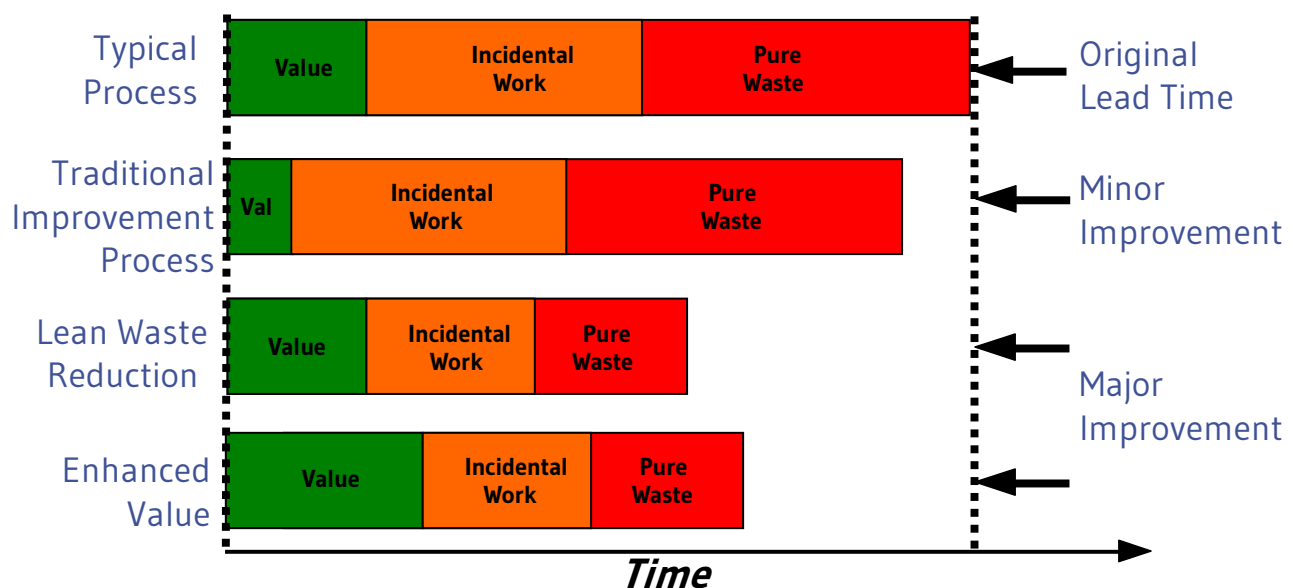 Typical
Process
Value
Incidental
Work
Pure
Waste
Original
Lead Time
Traditional
Improvement
Process
Val
Incidental
Work
Pure
Waste
Minor
Improvement
Lean Waste
Reduction
Value
Incidental
Work
Pure
Waste
Major
Improvement
Enhanced
Value
Value
Incidental
Work
Pure
Waste
Time